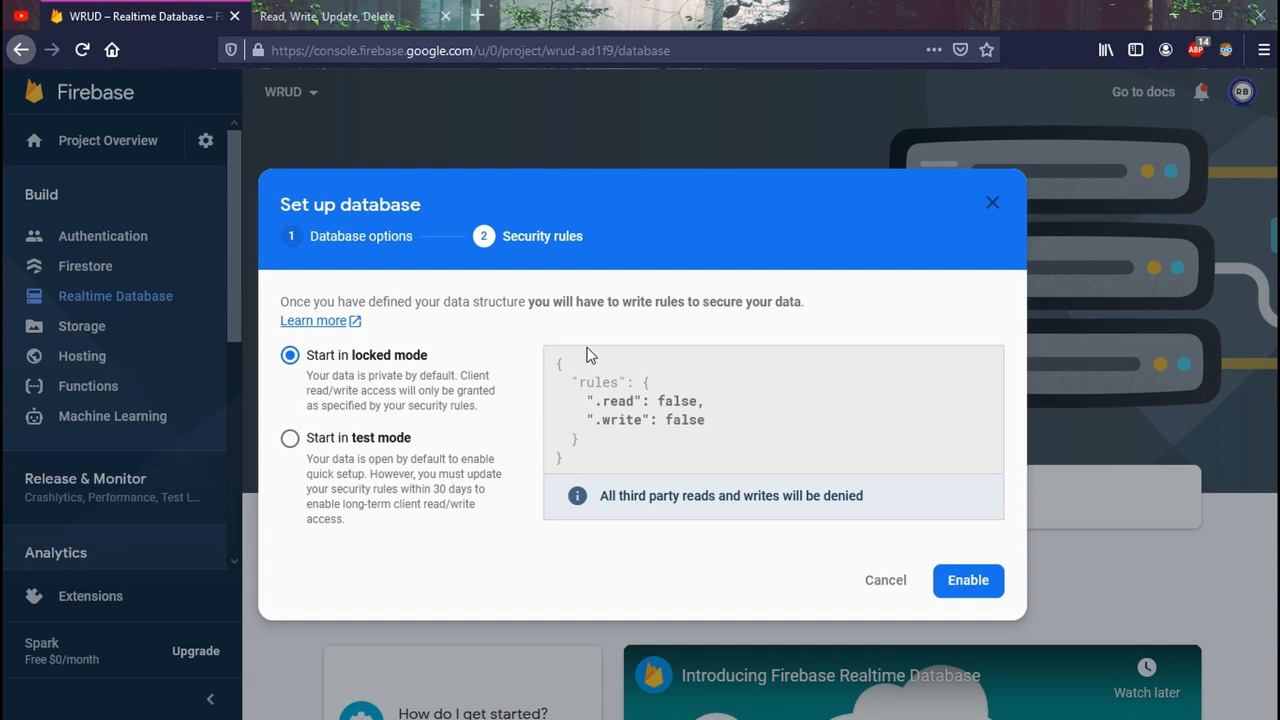 WRUD – Realtime Database – Fi
Read, Write, Update, Delete
https://console.firebase.google.com/u/0/project/wrud-ad1f9/database
ABP
14
Firebase
WRUD
Go to docs
RB
Project Overview
Build
Authentication
Firestore
Realtime Database
Storage
Hosting
Functions
Machine Learning
Release & Monitor
Crashlytics, Performance, Test L...
Analytics
Extensions
Spark
Free $0/month
Upgrade
Set up database
1 Database options
2 Security rules
Once you have defined your data structure you will have to write rules to secure your data.
Learn more
Start in locked mode
Your data is private by default. Client
read/write access will only be granted
as specified by your security rules.
Start in test mode
Your data is open by default to enable
quick setup. However, you must update
your security rules within 30 days to
enable long-term client read/write
access.
{
"rules": {
".read": false,
".write": false
}
}
All third party reads and writes will be denied
Cancel
Enable
How do I get started?
Introducing Firebase Realtime Database
Watch later